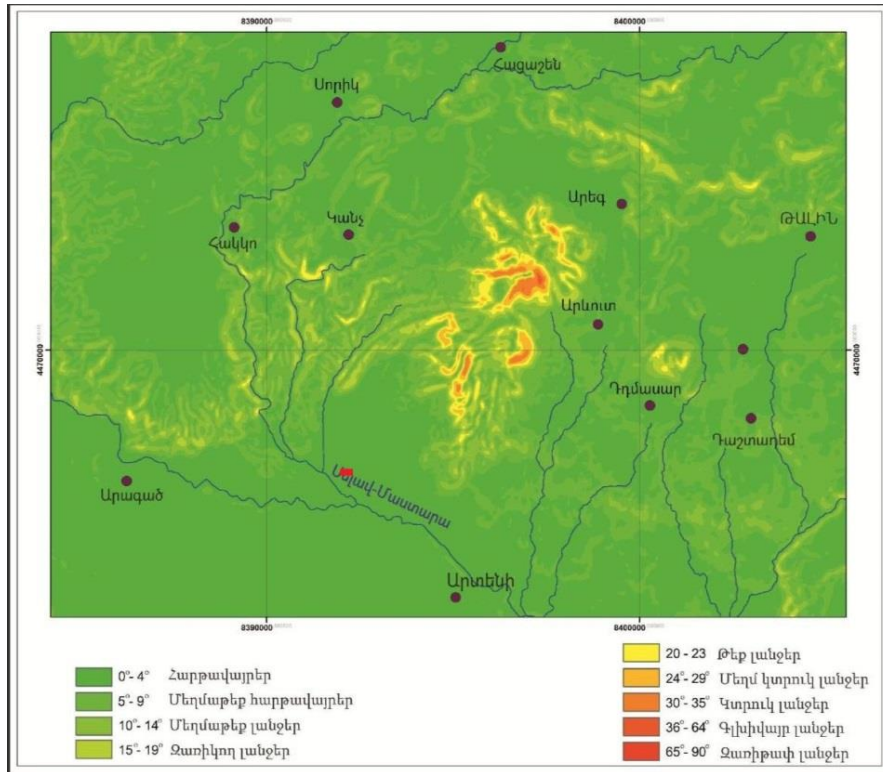 8390000
8400000
Հացաշեն
Սորիկ
Արեգ
ԹԱԼԻՆ
Հակկո
Կանչ
Արևուտ
4470000
4470000
Դդմասար
Դաշտադեմ
Արագած
Սելավ-Մաստարա
Արտենի
8390000
8400000
0°- 4° Հարթավայրեր
5°- 9° Մեղմաթեք հարթավայրեր
10°- 14° Մեղմաթեք լանջեր
15°- 19° Զառիկող լանջեր
20 - 23 Թեք լանջեր
24°- 29° Մեղմ կտրուկ լանջեր
30°- 35° Կտրուկ լանջեր
36°- 64° Գլխիվայր լանջեր
65°- 90° Զառիթափ լանջեր